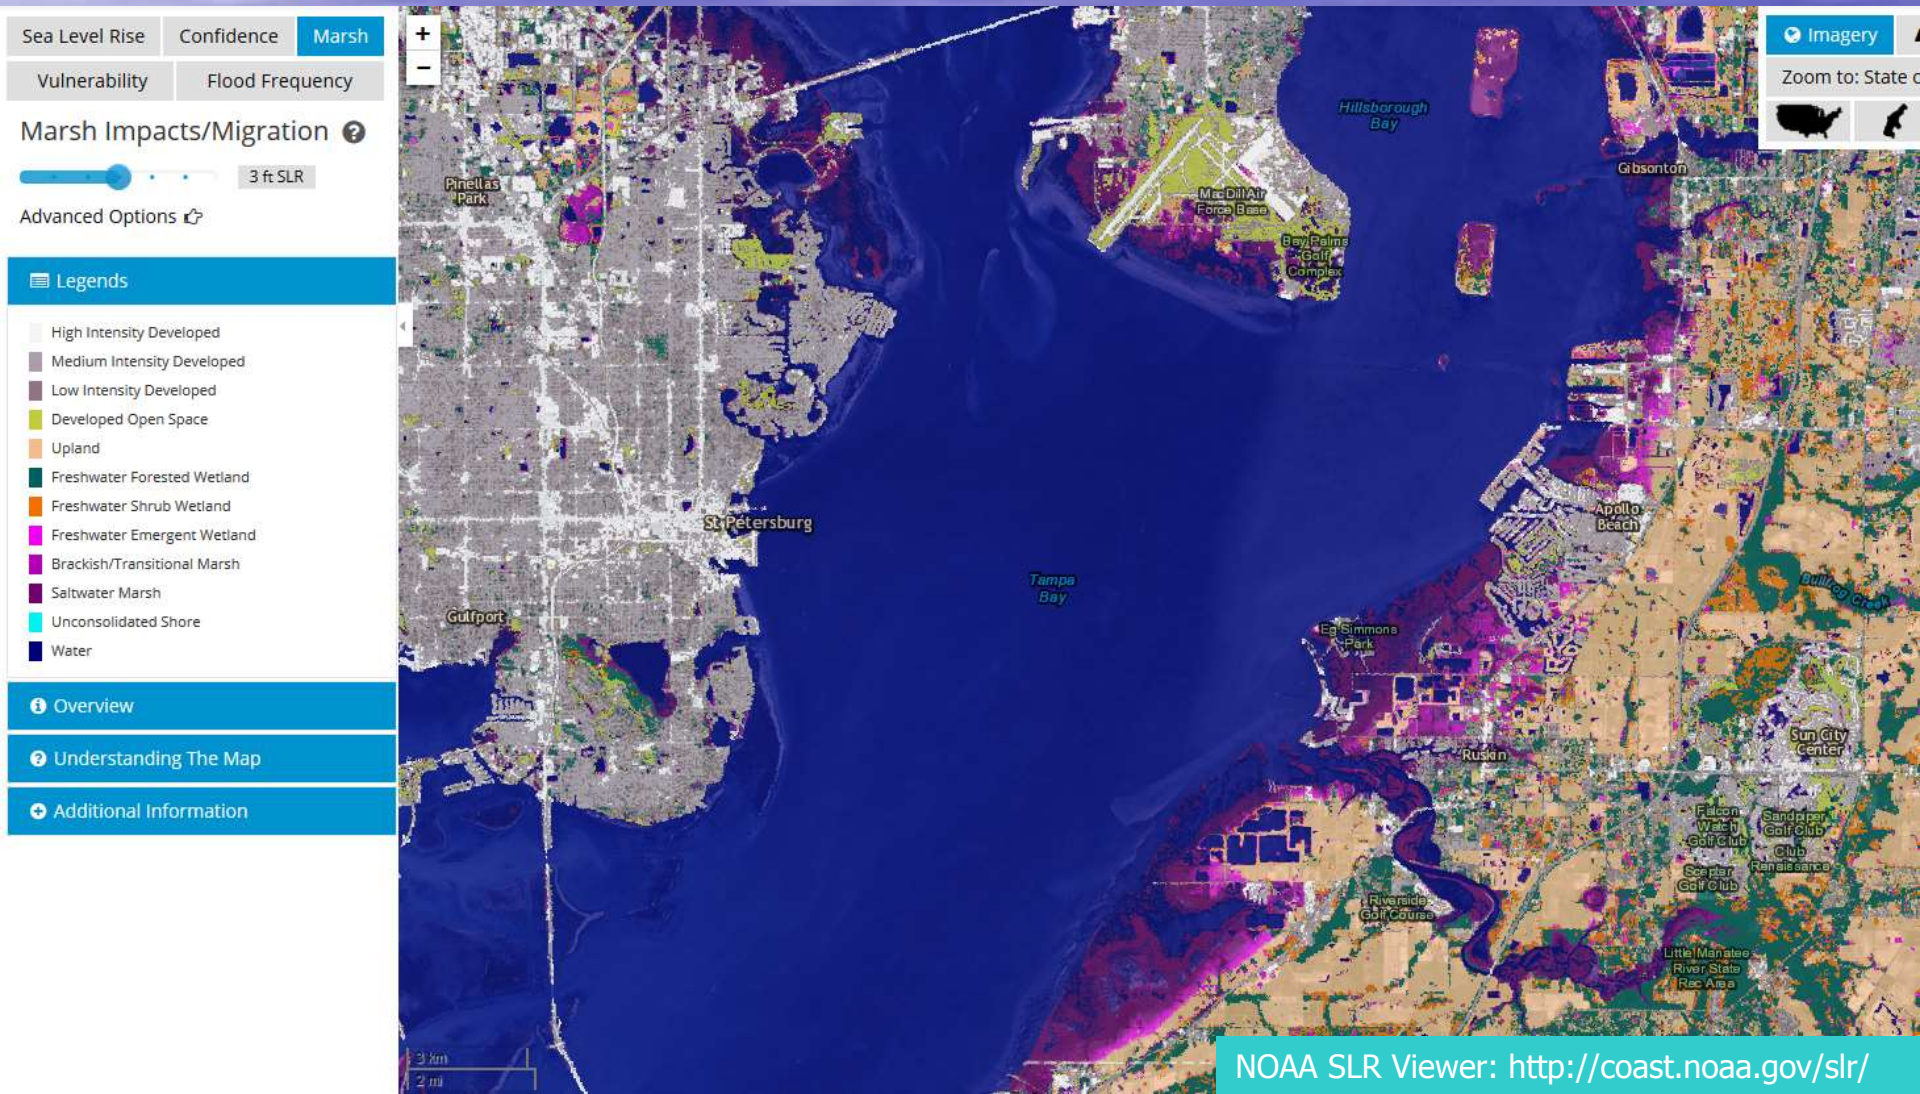 Sea Level Rise
Confidence
Marsh
Vulnerability
Flood Frequency
Marsh Impacts/Migration
3 ft SLR
Advanced Options
Legends
High Intensity Developed
Medium Intensity Developed
Low Intensity Developed
Developed Open Space
Upland
Freshwater Forested Wetland
Freshwater Shrub Wetland
Freshwater Emergent Wetland
Brackish/Transitional Marsh
Saltwater Marsh
Unconsolidated Shore
Water
Overview
Understanding The Map
Additional Information
+
−
Imagery
Zoom to: State
Hillsborough
Bay
Gibsonton
Pinellas
Park
MacDill Air
Force Base
Bay Palms
Golf
Complex
St Petersburg
Apollo
Beach
Tampa
Bay
Bullfrog Creek
Gulfport
Eg Simmons
Park
Sun City
Center
Ruskin
Falcon
Watch
Golf Club
Sandpiper
Golf Club
Club
Renaissance
Scepter
Golf Club
Riverside
Golf Course
Little Manatee
River State
Rec Area
3 km
2 mi
NOAA SLR Viewer: http://coast.noaa.gov/slr/